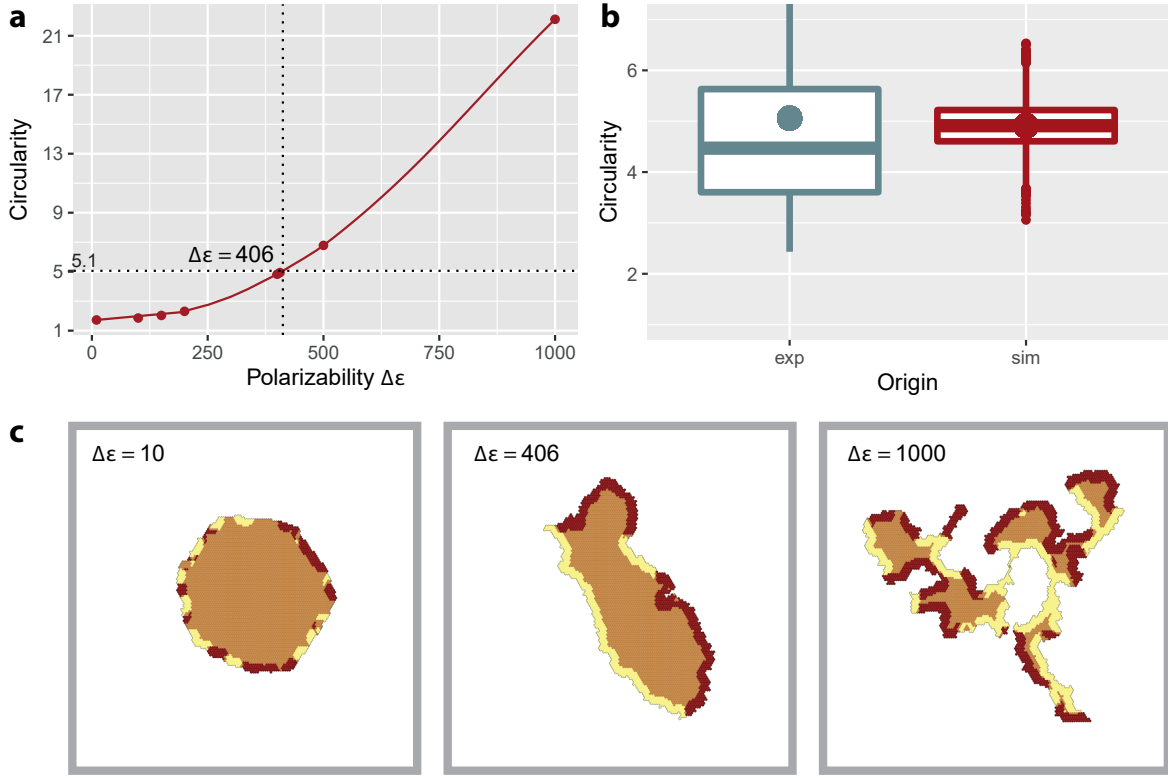 a
21
17
13
9
5.1
5
1
Δε = 406
0
250
500
750
1000
Circularity
Polarizability Δε
b
6
4
2
Circularity
exp
sim
Origin
c
Δε = 10
Δε = 406
Δε = 1000